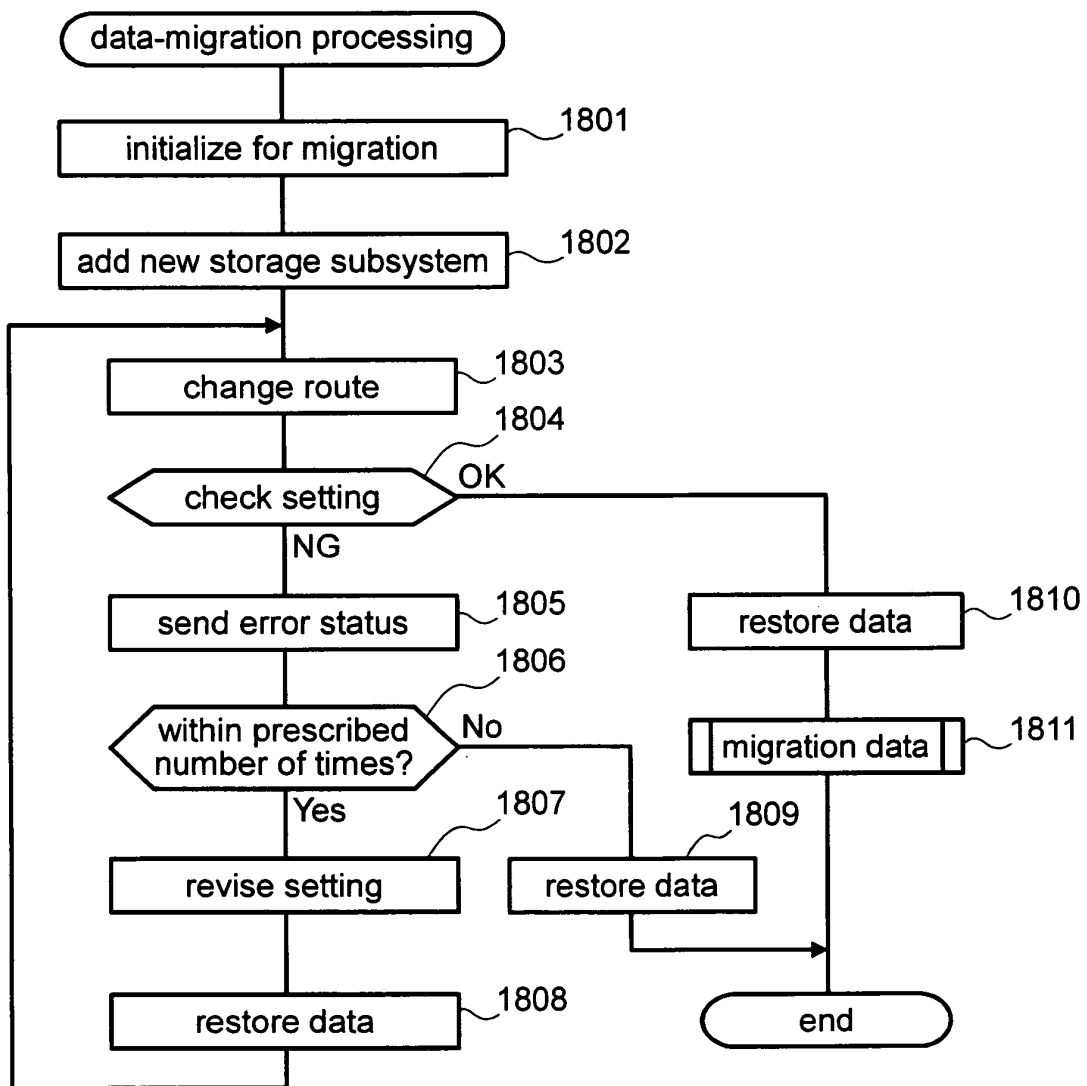 data-migration processing
1801
initialize for migration
1802
add new storage subsystem
1803
change route
1804
check setting
OK
NG
1805
send error status
1810
restore data
1806
within prescribed
number of times?
No
Yes
migration data
1811
1807
revise setting
1809
restore data
1808
restore data
end